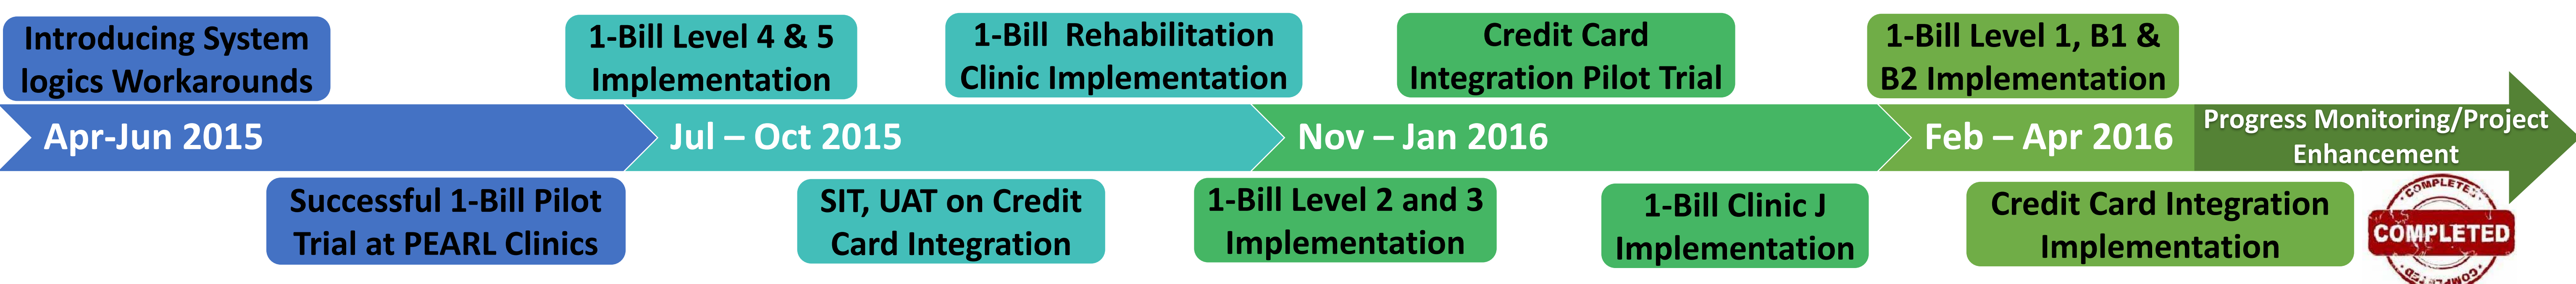 Introducing System
logics Workarounds
1-Bill Level 4 & 5
Implementation
1-Bill  Rehabilitation
Clinic Implementation
Credit Card
Integration Pilot Trial
1-Bill Level 1, B1 &
B2 Implementation
Apr-Jun 2015
Jul – Oct 2015
Nov – Jan 2016
Feb – Apr 2016
Progress Monitoring/Project
Enhancement
Successful 1-Bill Pilot
Trial at PEARL Clinics
SIT, UAT on Credit
Card Integration
1-Bill Level 2 and 3
Implementation
1-Bill Clinic J
Implementation
Credit Card Integration
Implementation
COMPLETED
COMPLETED